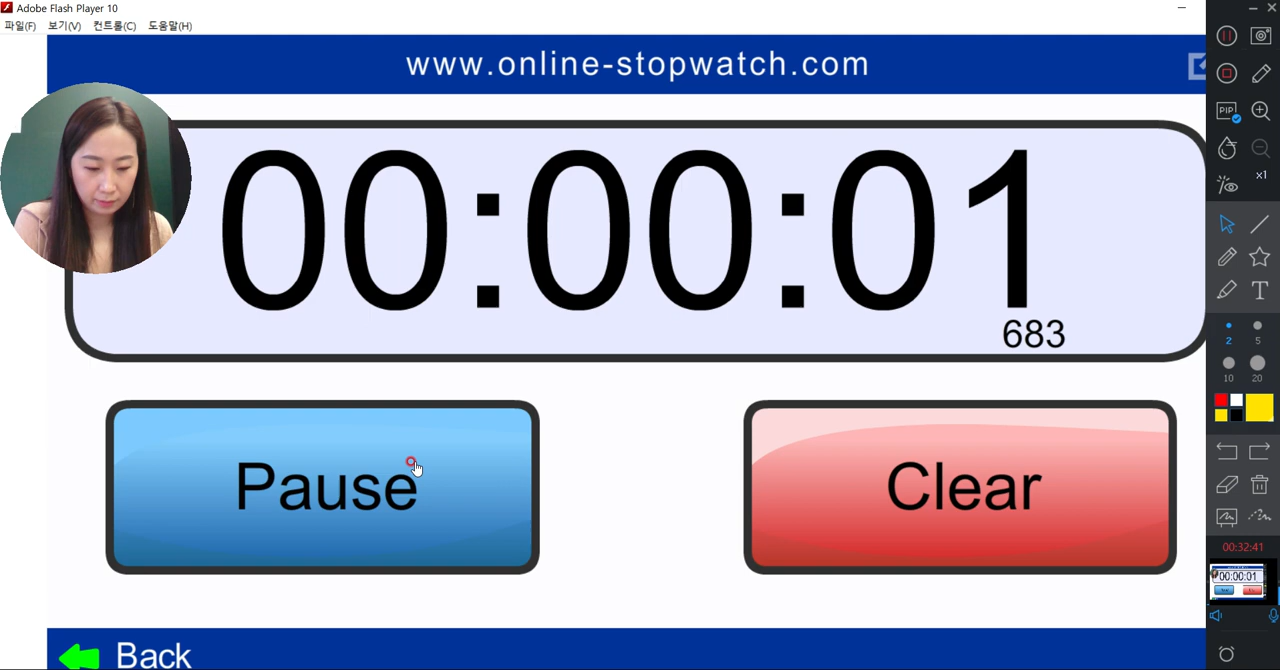 Adobe Flash Player 10
파일(F) 보기(V) 컨트롤(C) 도움말(H)
www.online-stopwatch.com
00:00:01
683
Pause
Clear
Back
PIP
x1
T
2
5
10
20
00:32:41
00:00:01